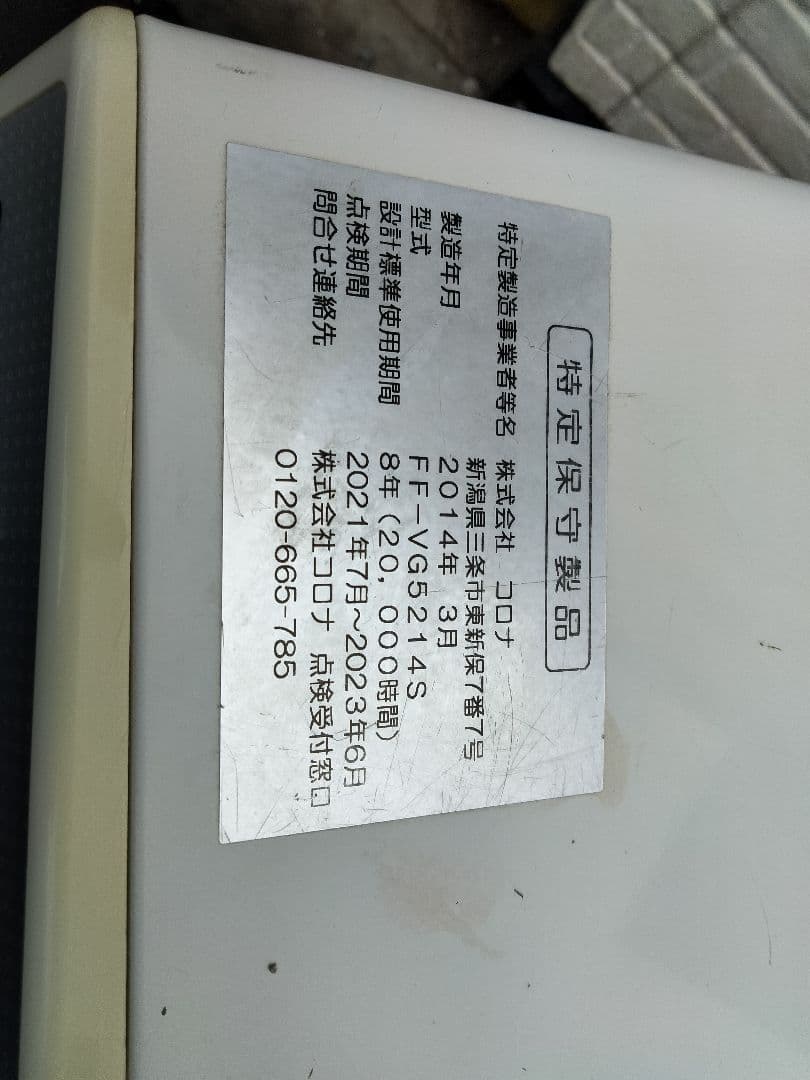 特定保守製品
特定製造事業者等名 株式会社 コロナ
新潟県三条市東新保7番7号
製造年月 2014年 3月
型式 FF-VG5214S
設計標準使用期間 8年(20,000時間)
点検期間 2021年7月~2023年6月
問合せ連絡先 株式会社コロナ 点検受付窓口
0120-665-785